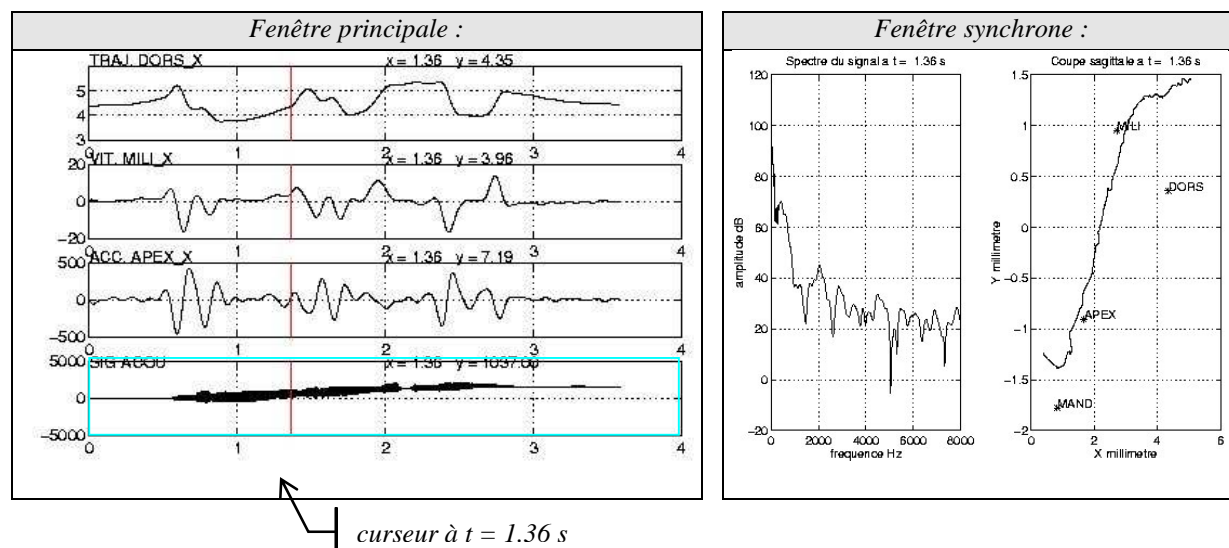 Fenêtre principale :
TRAJ. DORS_X x = 1.36 y = 4.35
5
4
3
0 1 2 3 4
VIT. MILI_X x = 1.36 y = 3.96
20
0
-20
0 1 2 3 4
ACC. APEX_X x = 1.36 y = 7.19
500
0
-500
0 1 2 3 4
SIG ACOU x = 1.36
5000
0
-5000
0 1 2 3 4
curseur à t = 1.36 s
Fenêtre synchrone :
Spectre du signal a t = 1.36 s
120
100
80
60
40
20
0
-20
amplitude dB
0 2000 4000 6000 8000
frequence Hz
Coupe sagittale a t = 1.36 s
1.5
1
0.5
0
-0.5
-1
-1.5
-2
Y millimetre
MILI
DORS
APEX
MAND
0 2 4 6
X millimetre